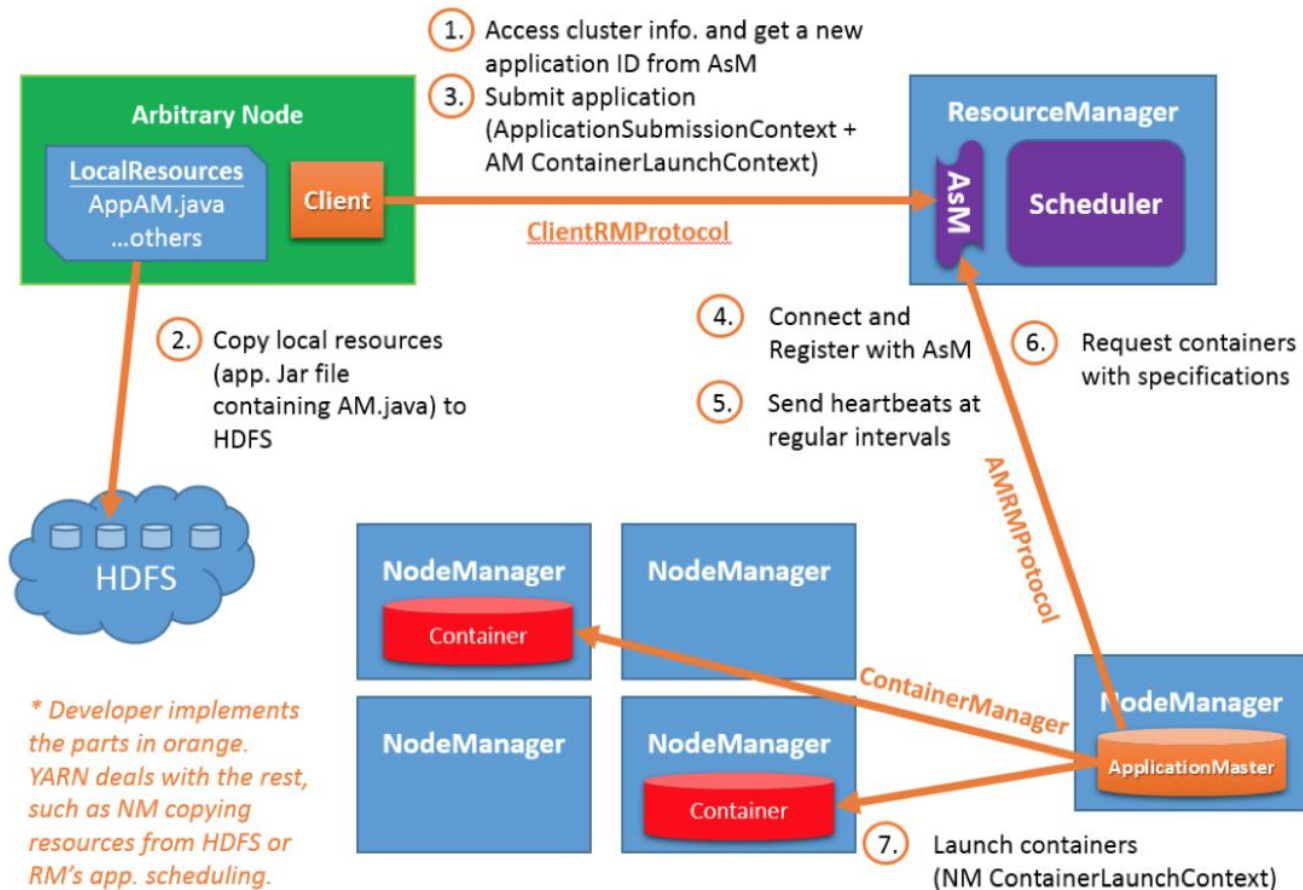 1. Access cluster info. and get a new
application ID from AsM
3. Submit application
(ApplicationSubmissionContext +
AM ContainerLaunchContext)
Arbitrary Node
LocalResources
AppAM.java
...others
Client
ClientRMProtocol
ResourceManager
AsM
Scheduler
2. Copy local resources
(app. Jar file
containing AM.java) to
HDFS
4. Connect and
Register with AsM
5. Send heartbeats at
regular intervals
6. Request containers
with specifications
AMRMProtocol
HDFS
NodeManager
Container
NodeManager
NodeManager
NodeManager
Container
ContainerManager
NodeManager
ApplicationMaster
7. Launch containers
(NM ContainerLaunchContext)
* Developer implements
the parts in orange.
YARN deals with the rest,
such as NM copying
resources from HDFS or
RM's app. scheduling.